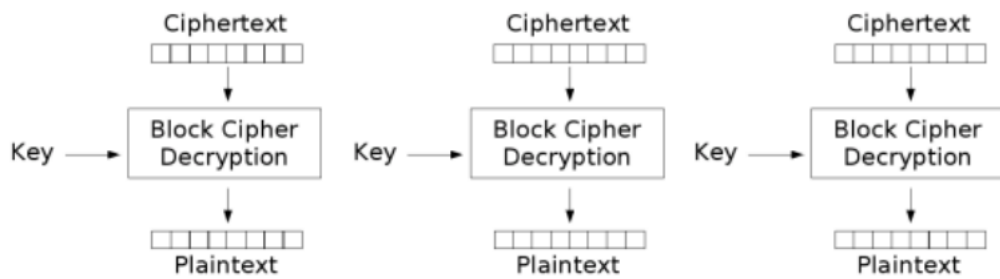 Ciphertext Ciphertext Ciphertext
Block Cipher Block Cipher Block Cipher
Key Decryption Key Decryption Key Decryption
Plaintext Plaintext Plaintext